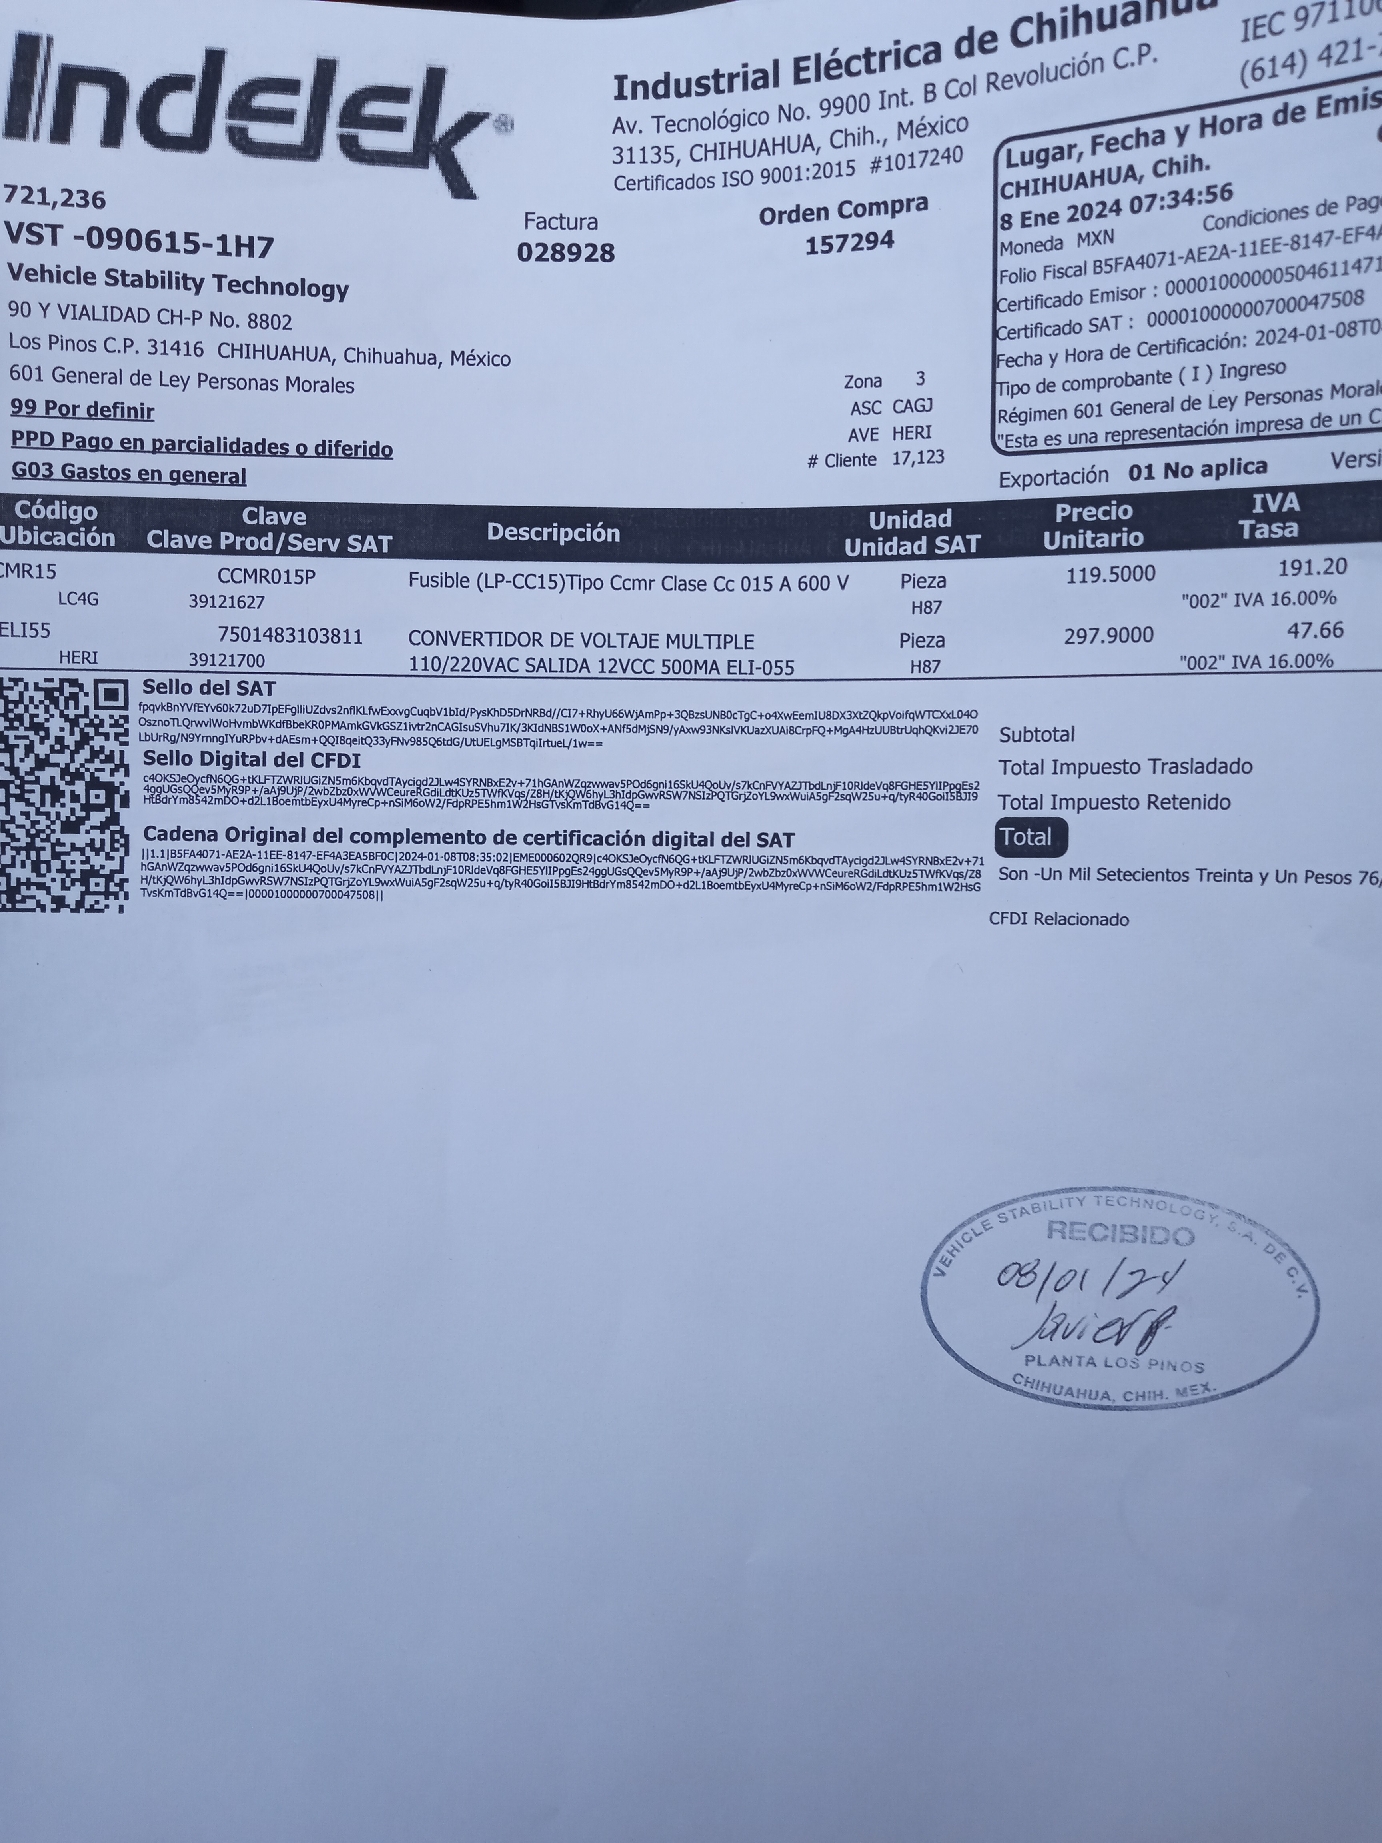 Indelek®
Industrial Eléctrica de Chihuahua
Av. Tecnológico No. 9900 Int. B Col Revolución C.P.
31135, CHIHUAHUA, Chih., México
Certificados ISO 9001:2015 #1017240
IEC 971106
(614) 421-
721,236
VST -090615-1H7
Vehicle Stability Technology
90 Y VIALIDAD CH-P No. 8802
Los Pinos C.P. 31416 CHIHUAHUA, Chihuahua, México
601 General de Ley Personas Morales
99 Por definir
PPD Pago en parcialidades o diferido
G03 Gastos en general
Factura
028928
Orden Compra
157294
Zona 3
ASC CAGJ
AVE HERI
# Cliente 17,123
Lugar, Fecha y Hora de Emis
CHIHUAHUA, Chih.
8 Ene 2024 07:34:56
Moneda MXN Condiciones de Pago
Folio Fiscal B5FA4071-AE2A-11EE-8147-EF4A
Certificado Emisor : 00001000000504611471
Certificado SAT : 00001000000700047508
Fecha y Hora de Certificación: 2024-01-08T0
Tipo de comprobante ( I ) Ingreso
Régimen 601 General de Ley Personas Moral
"Esta es una representación impresa de un C
Exportación 01 No aplica Versi
Código Clave Descripción Unidad Precio IVA
Ubicación Clave Prod/Serv SAT Unidad SAT Unitario Tasa
CMR15 CCMR015P Fusible (LP-CC15)Tipo Ccmr Clase Cc 015 A 600 V Pieza 119.5000 191.20
LC4G 39121627 H87 "002" IVA 16.00%
ELI55 7501483103811 CONVERTIDOR DE VOLTAJE MULTIPLE Pieza 297.9000 47.66
HERI 39121700 110/220VAC SALIDA 12VCC 500MA ELI-055 H87 "002" IVA 16.00%
Sello del SAT
Sello Digital del CFDI
Cadena Original del complemento de certificación digital del SAT
Subtotal
Total Impuesto Trasladado
Total Impuesto Retenido
Total
Son -Un Mil Setecientos Treinta y Un Pesos 76,
CFDI Relacionado
VEHICLE STABILITY TECHNOLOGY, S.A. DE C.V.
RECIBIDO
08/01/24
Javier
PLANTA LOS PINOS
CHIHUAHUA, CHIH. MEX.